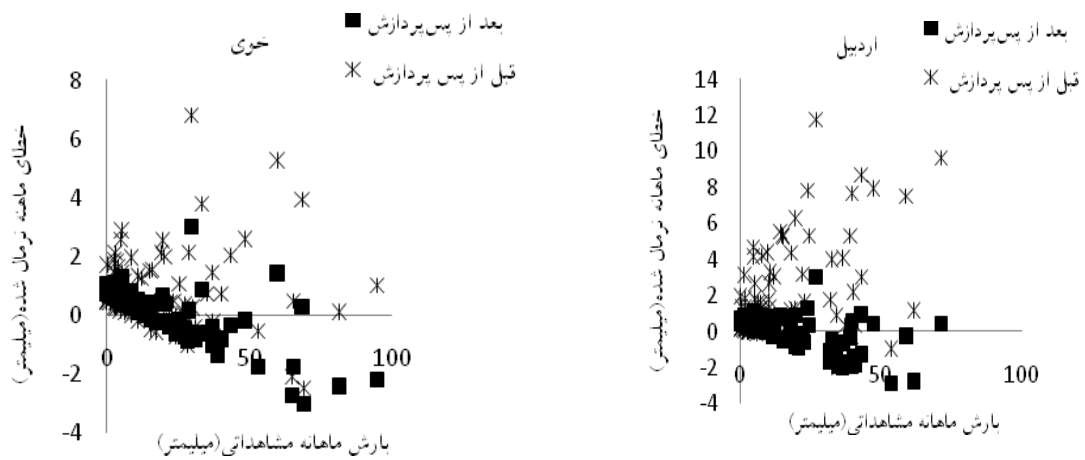 بعد از پس‌پردازش
قبل از پس پردازش
خوی
8
6
4
2
0
-2
-4
0
50
100
خطای ماهنه نرمال شده(میلیمتر)
بارش ماهانه مشاهداتی(میلیمتر)
بعد از پس‌پردازش
قبل از پس پردازش
اردبیل
14
12
10
8
6
4
2
0
-2
-4
0
50
100
خطای ماهانه نرمال شده(میلیمتر)
بارش ماهانه مشاهداتی(میلیمتر)